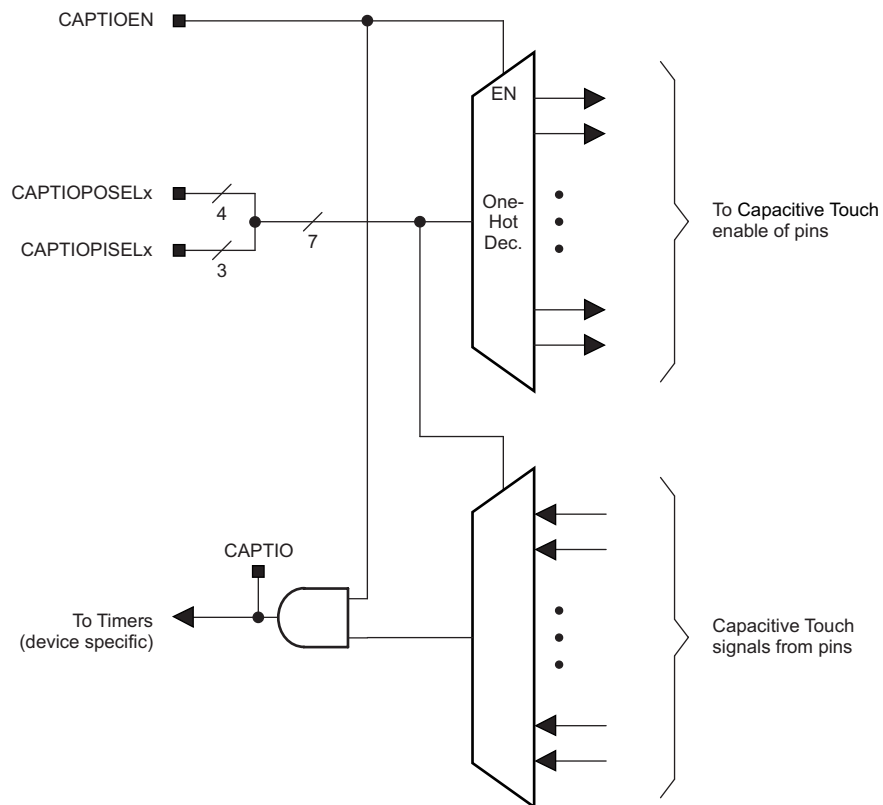 CAPTIOEN
EN
CAPTIOPOSELx
4
CAPTIOPISELx
3
7
One-
Hot
Dec.
To Capacitive Touch
enable of pins
CAPTIO
To Timers
(device specific)
Capacitive Touch
signals from pins